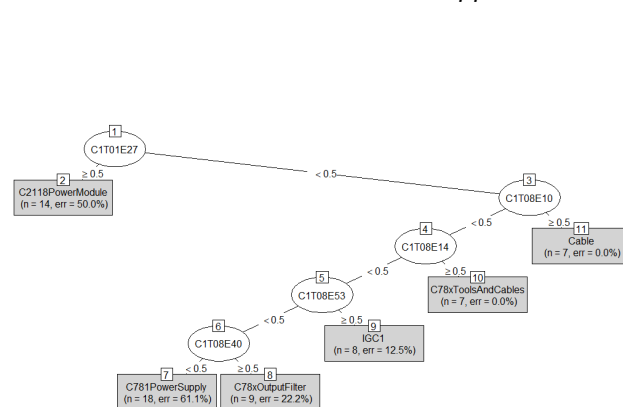 1
C1T01E27
≥ 0.5
< 0.5
2
C2118PowerModule
(n = 14, err = 50.0%)
3
C1T08E10
< 0.5
≥ 0.5
4
C1T08E14
11
Cable
(n = 7, err = 0.0%)
< 0.5
≥ 0.5
5
C1T08E53
10
C78xToolsAndCables
(n = 7, err = 0.0%)
< 0.5
≥ 0.5
6
C1T08E40
9
IGC1
(n = 8, err = 12.5%)
< 0.5
≥ 0.5
7
C781PowerSupply
(n = 18, err = 61.1%)
8
C78xOutputFilter
(n = 9, err = 22.2%)